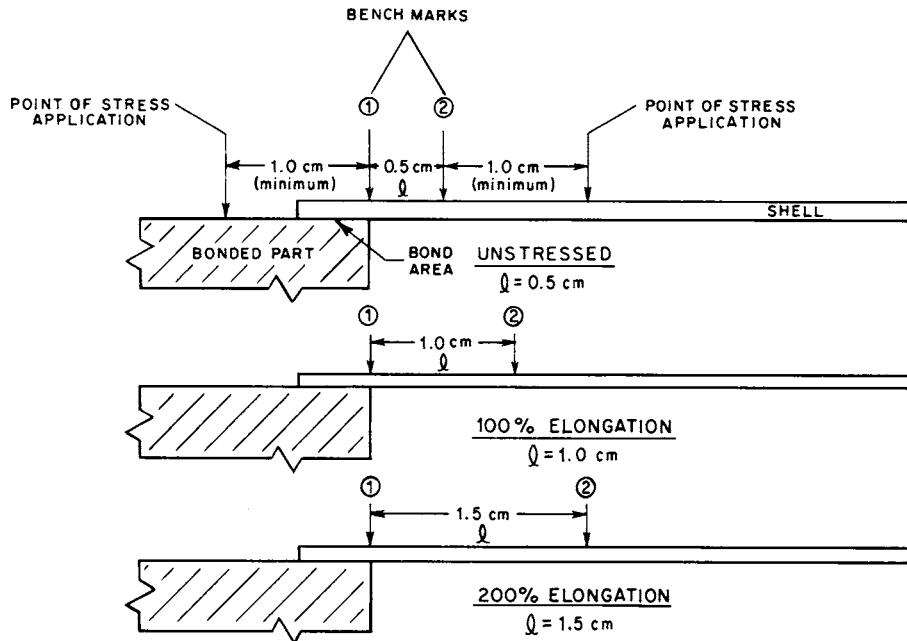 BENCH MARKS
① ②
POINT OF STRESS
APPLICATION
POINT OF STRESS
APPLICATION
1.0 cm
(minimum)
0.5 cm
ℓ
1.0 cm
(minimum)
SHELL
BONDED PART
BOND
AREA
UNSTRESSED
ℓ = 0.5 cm
① ②
1.0 cm
ℓ
100% ELONGATION
ℓ = 1.0 cm
① ②
1.5 cm
ℓ
200% ELONGATION
ℓ = 1.5 cm